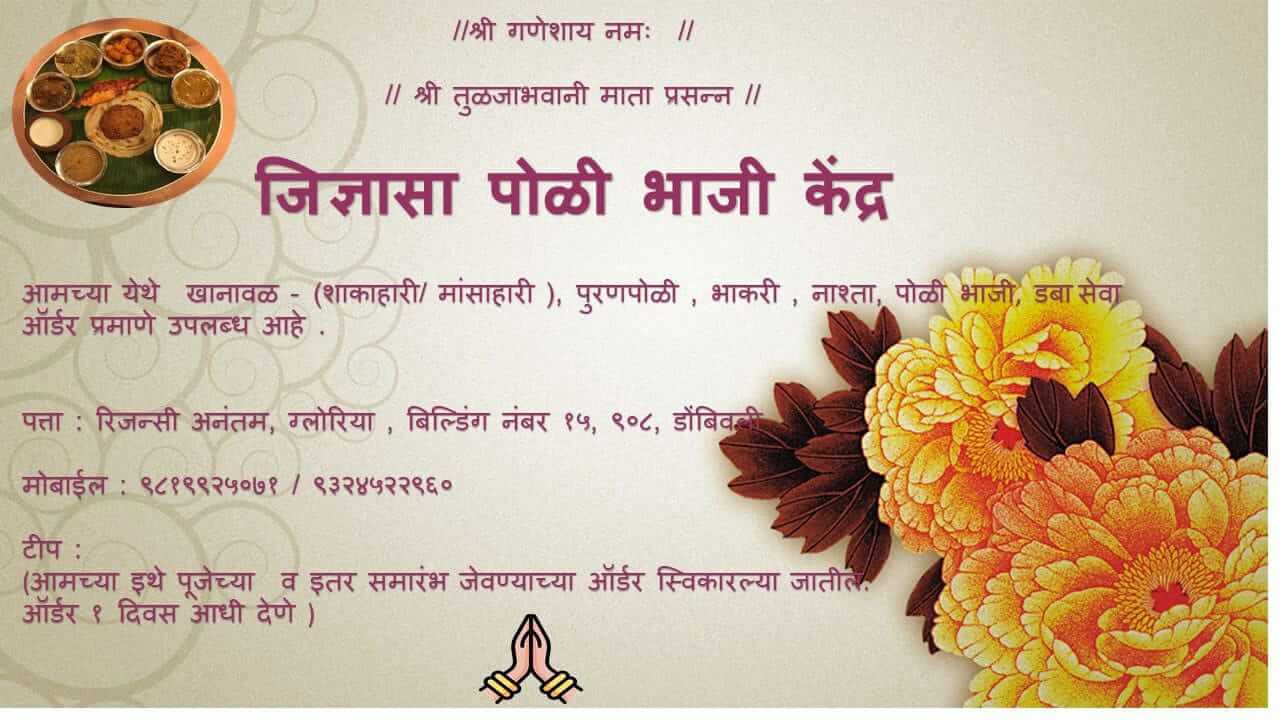 //श्री गणेशाय नमः //
// श्री तुळजाभवानी माता प्रसन्न //
जिज्ञासा पोळी भाजी केंद्र
आमच्या येथे खानावळ - (शाकाहारी/ मांसाहारी ), पुरणपोळी , भाकरी , नाश्ता, पोळी भाजी, डबा सेवा
ऑर्डर प्रमाणे उपलब्ध आहे .
पत्ता : रिजन्सी अनंतम, ग्लोरिया , बिल्डिंग नंबर १५, ९०८, डोंबिवली
मोबाईल : ९८१९९२५०७१ / ९३२४५२२९६०
टीप :
(आमच्या इथे पूजेच्या व इतर समारंभ जेवण्याच्या ऑर्डर स्विकारल्या जातील.
ऑर्डर १ दिवस आधी देणे )